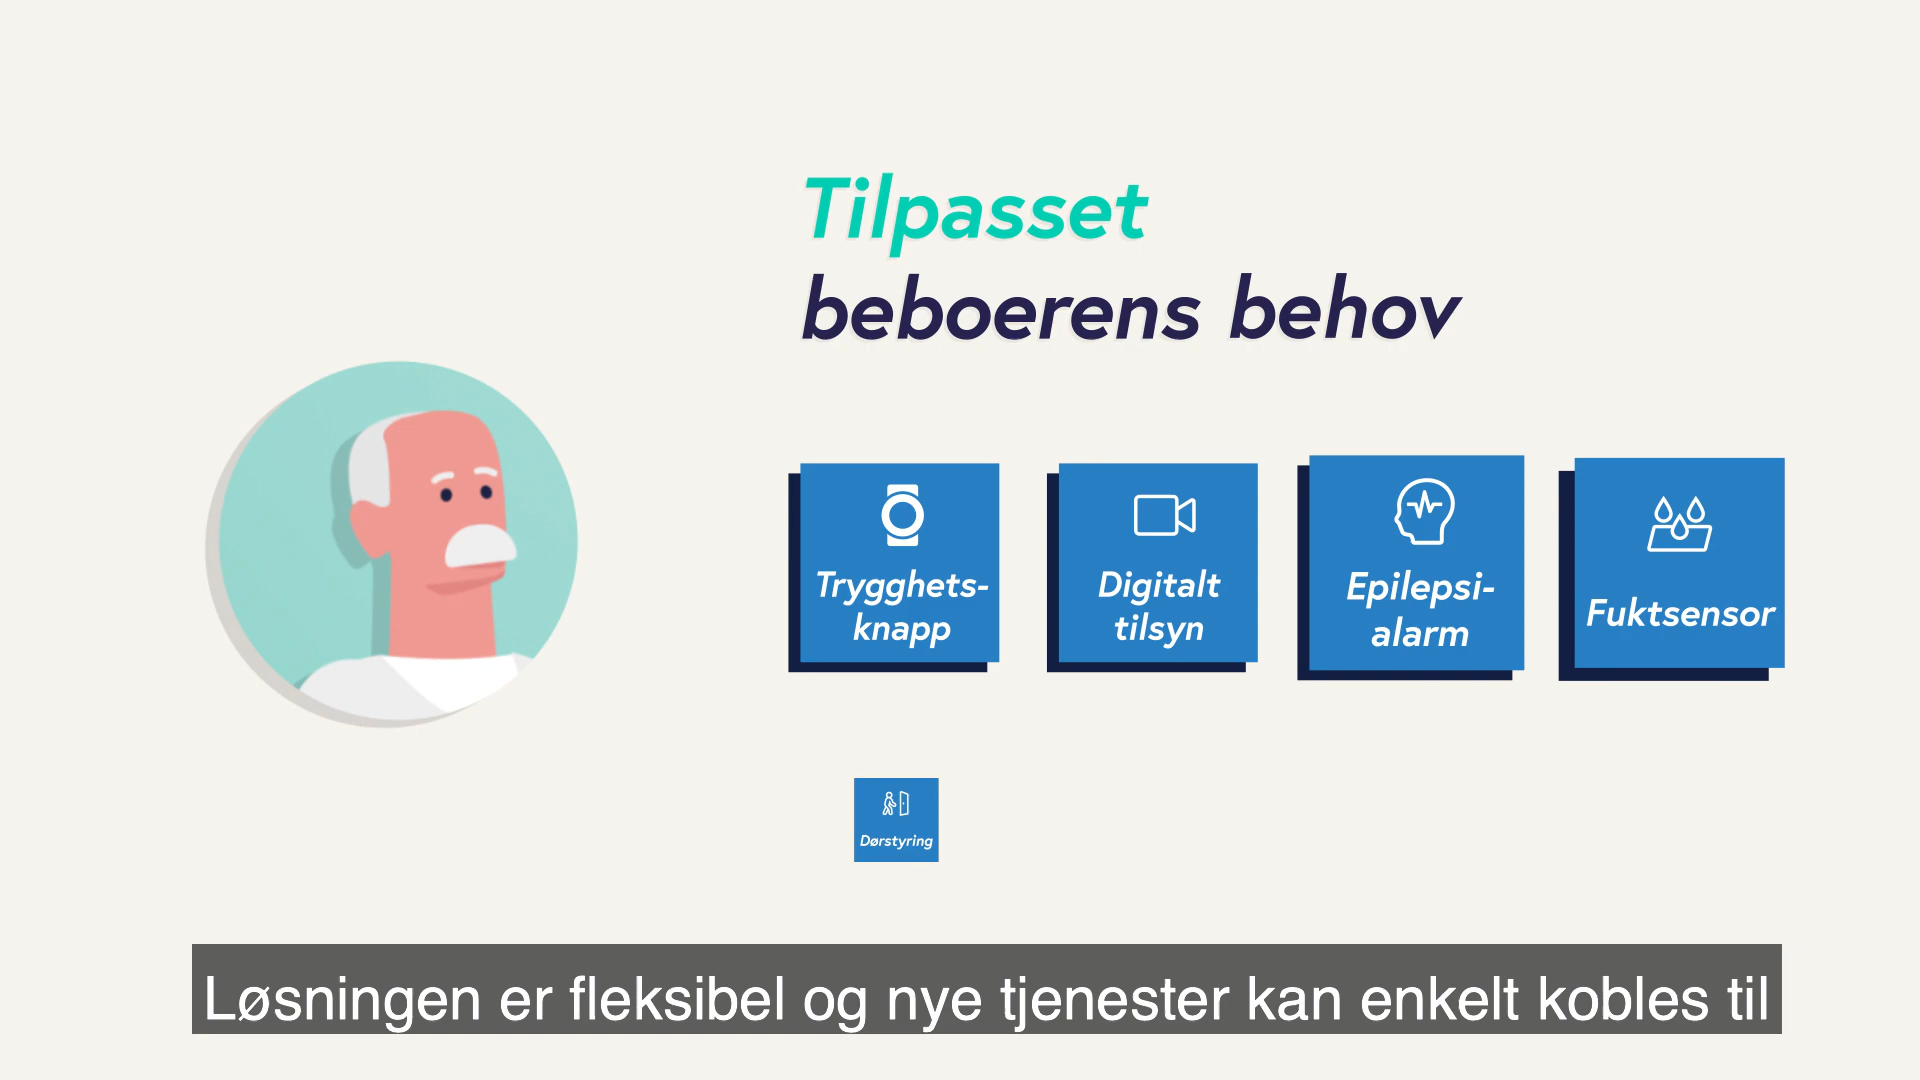 Tilpasset
beboerens behov
Trygghets-
knapp
Digitalt
tilsyn
Epilepsi-
alarm
Fuktsensor
Dørstyring
Løsningen er fleksibel og nye tjenester kan enkelt kobles til